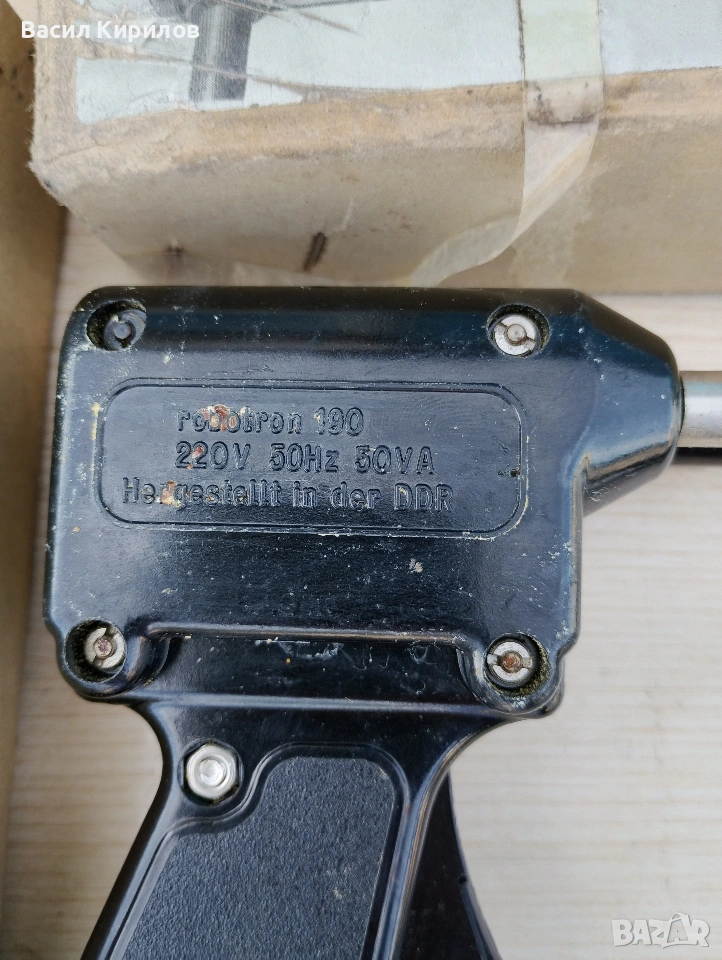 Васил Кирилов
robotron 190
220V 50Hz 50VA
Hergestellt in der DDR
BAZAR